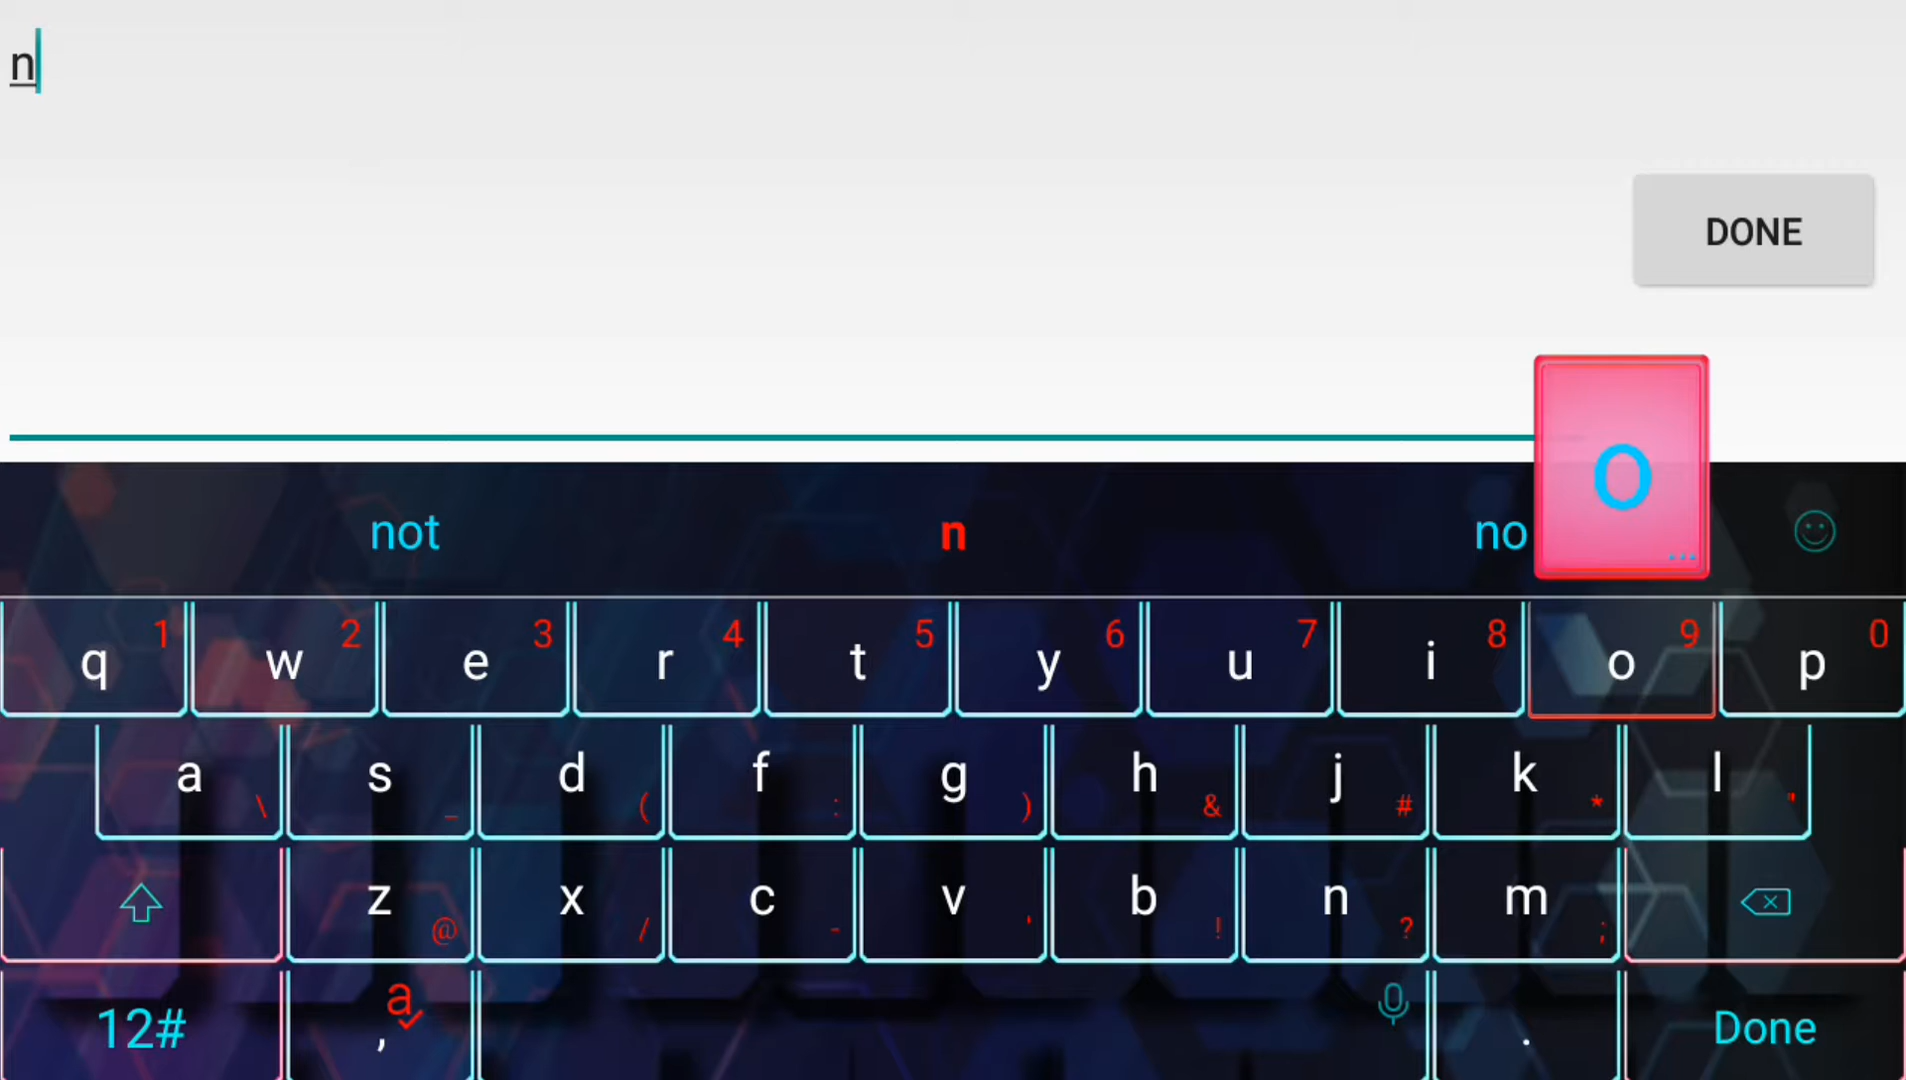 n
DONE
O
not n no
1 2 3 4 5 6 7 8 9 0
q w e r t y u i o p
a s d f g h j k l
\ _ ( : ) & # * "
z x c v b n m
@ / - ' ! ? ;
a
12# , . Done